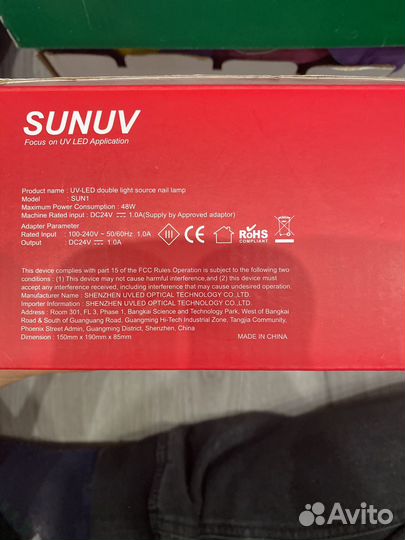 SUNUV
Focus on UV LED Application
Product name : UV-LED double light source nail lamp
Model SUN1
Maximum Power Consumption : 48W
Machine Rated input : DC24V ⎓ 1.0A(Supply by Approved adaptor)
Adapter Parameter
Rated Input : 100-240V ~ 50/60Hz 1.0A
Output : DC24V ⎓ 1.0A
III CE RoHS
COMPLIANT
This device complies with part 15 of the FCC Rules Operation is subject to the following two
conditions : (1) This device may not cause harmful interference, and (2) this device must
accept any interference received, including interference that may cause undesired operation.
Manufacturer Name : SHENZHEN UVLED OPTICAL TECHNOLOGY CO.,LTD.
Importer Information : SHENZHEN UVLED OPTICAL TECHNOLOGY CO.,LTD.
Address : Room 301, FL 3, Phase 1, Bangkai Science and Technology Park, West of Bangkai
Road & South of Guanguang Road, Guangming Hi-Tech Industrial Zone, Tangjia Community,
Phoenix Street Admin, Guangming District, Shenzhen, China
Dimension : 150mm x 190mm x 85mm
MADE IN CHINA
Avito